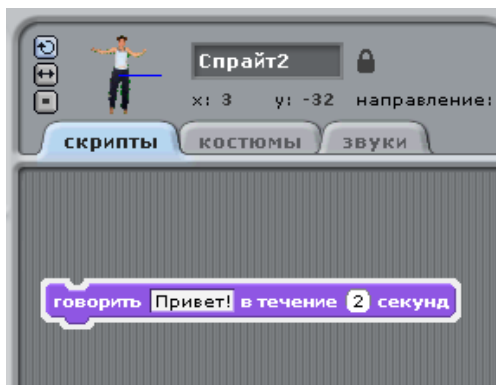 Спрайт2
x: 3 y: -32 направление:
скрипты костюмы звуки
говорить Привет! в течение 2 секунд